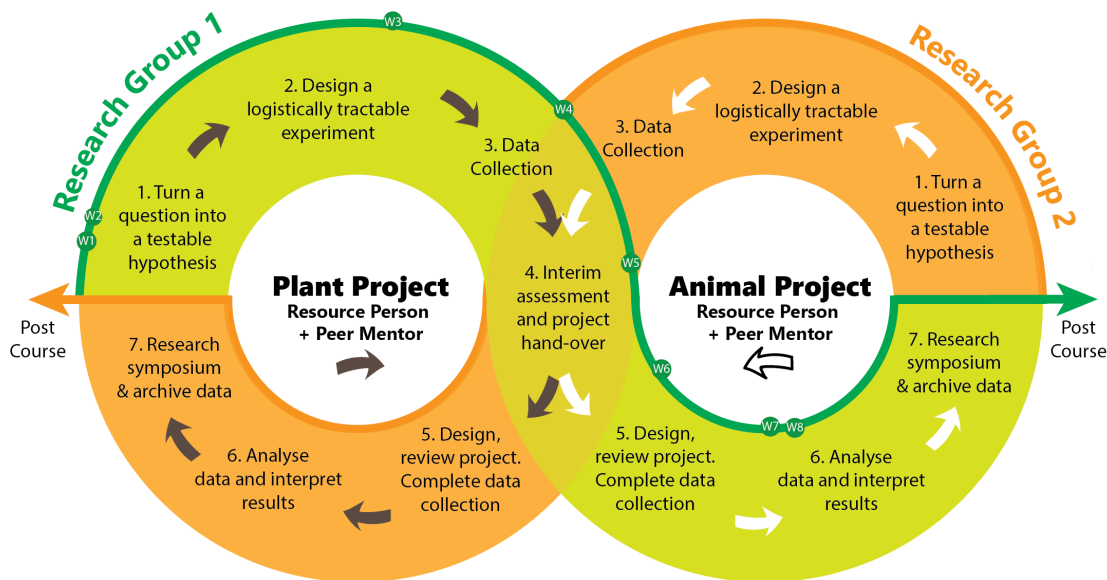 Research Group 1
Research Group 2
W1
W2
W3
W4
W5
W6
W7
W8
1. Turn a
question into
a testable
hypothesis
2. Design a
logistically tractable
experiment
3. Data
Collection
4. Interim
assessment
and project
hand-over
5. Design,
review project.
Complete data
collection
6. Analyse
data and interpret
results
7. Research
symposium
& archive data
Post
Course
Plant Project
Resource Person
+ Peer Mentor
2. Design a
logistically tractable
experiment
3. Data
Collection
1. Turn a
question into
a testable
hypothesis
Animal Project
Resource Person
+ Peer Mentor
5. Design,
review project.
Complete data
collection
6. Analyse
data and interpret
results
7. Research
symposium
& archive data
Post
Course